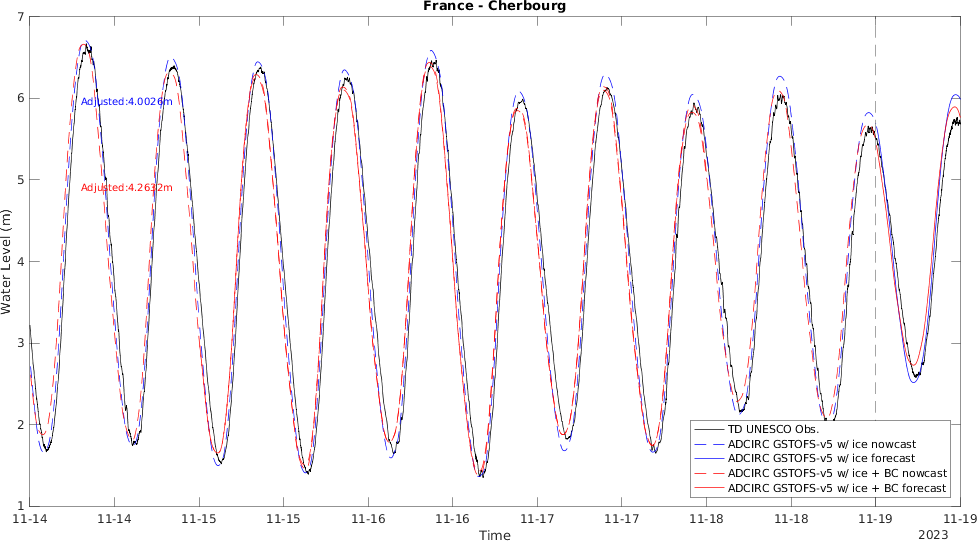 France - Cherbourg
7
6
5
4
3
2
1
Water Level (m)
Adjusted:4.0026m
Adjusted:4.2632m
TD UNESCO Obs.
ADCIRC GSTOFS-v5 w/ ice nowcast
ADCIRC GSTOFS-v5 w/ ice forecast
ADCIRC GSTOFS-v5 w/ ice + BC nowcast
ADCIRC GSTOFS-v5 w/ ice + BC forecast
11-14 11-14 11-15 11-15 11-16 11-16 11-17 11-17 11-18 11-18 11-19 11-19
Time
2023